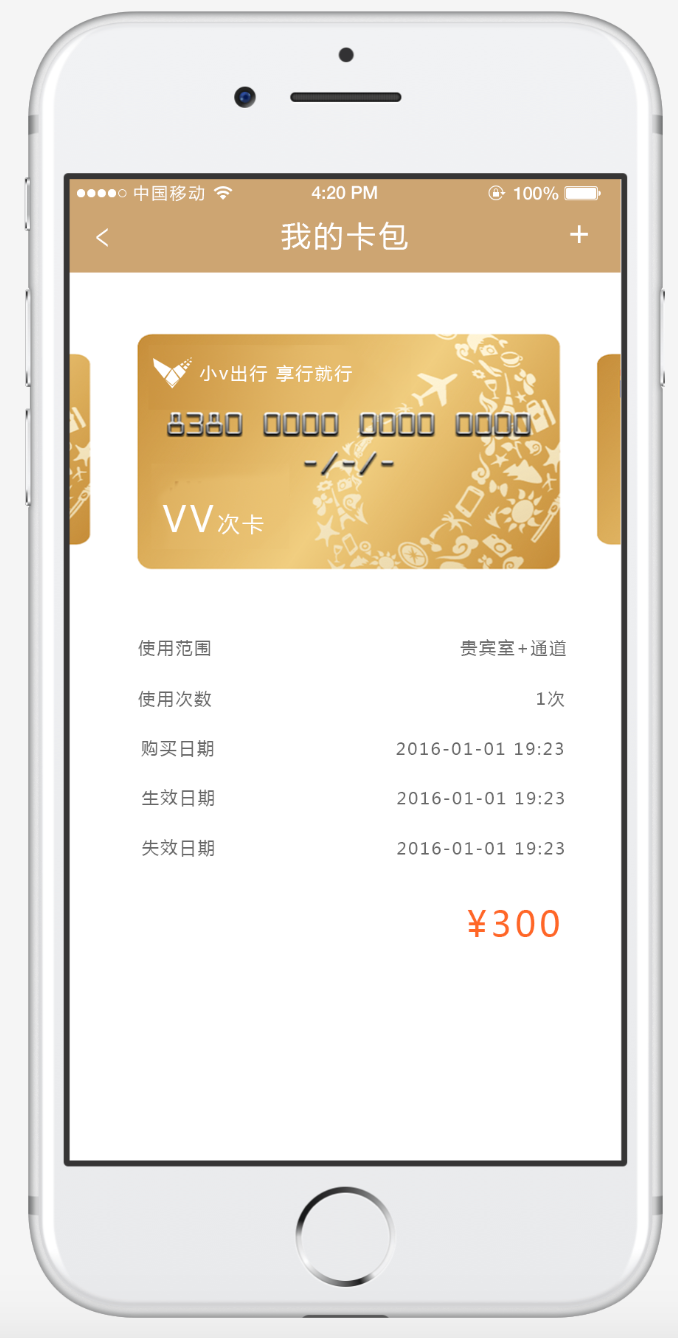 中国移动 4:20 PM 100%
< 我的卡包 +
小v出行 享行就行
8380 0000 0000 0000
-/-/-
VV次卡
使用范围 贵宾室+通道
使用次数 1次
购买日期 2016-01-01 19:23
生效日期 2016-01-01 19:23
失效日期 2016-01-01 19:23
¥300